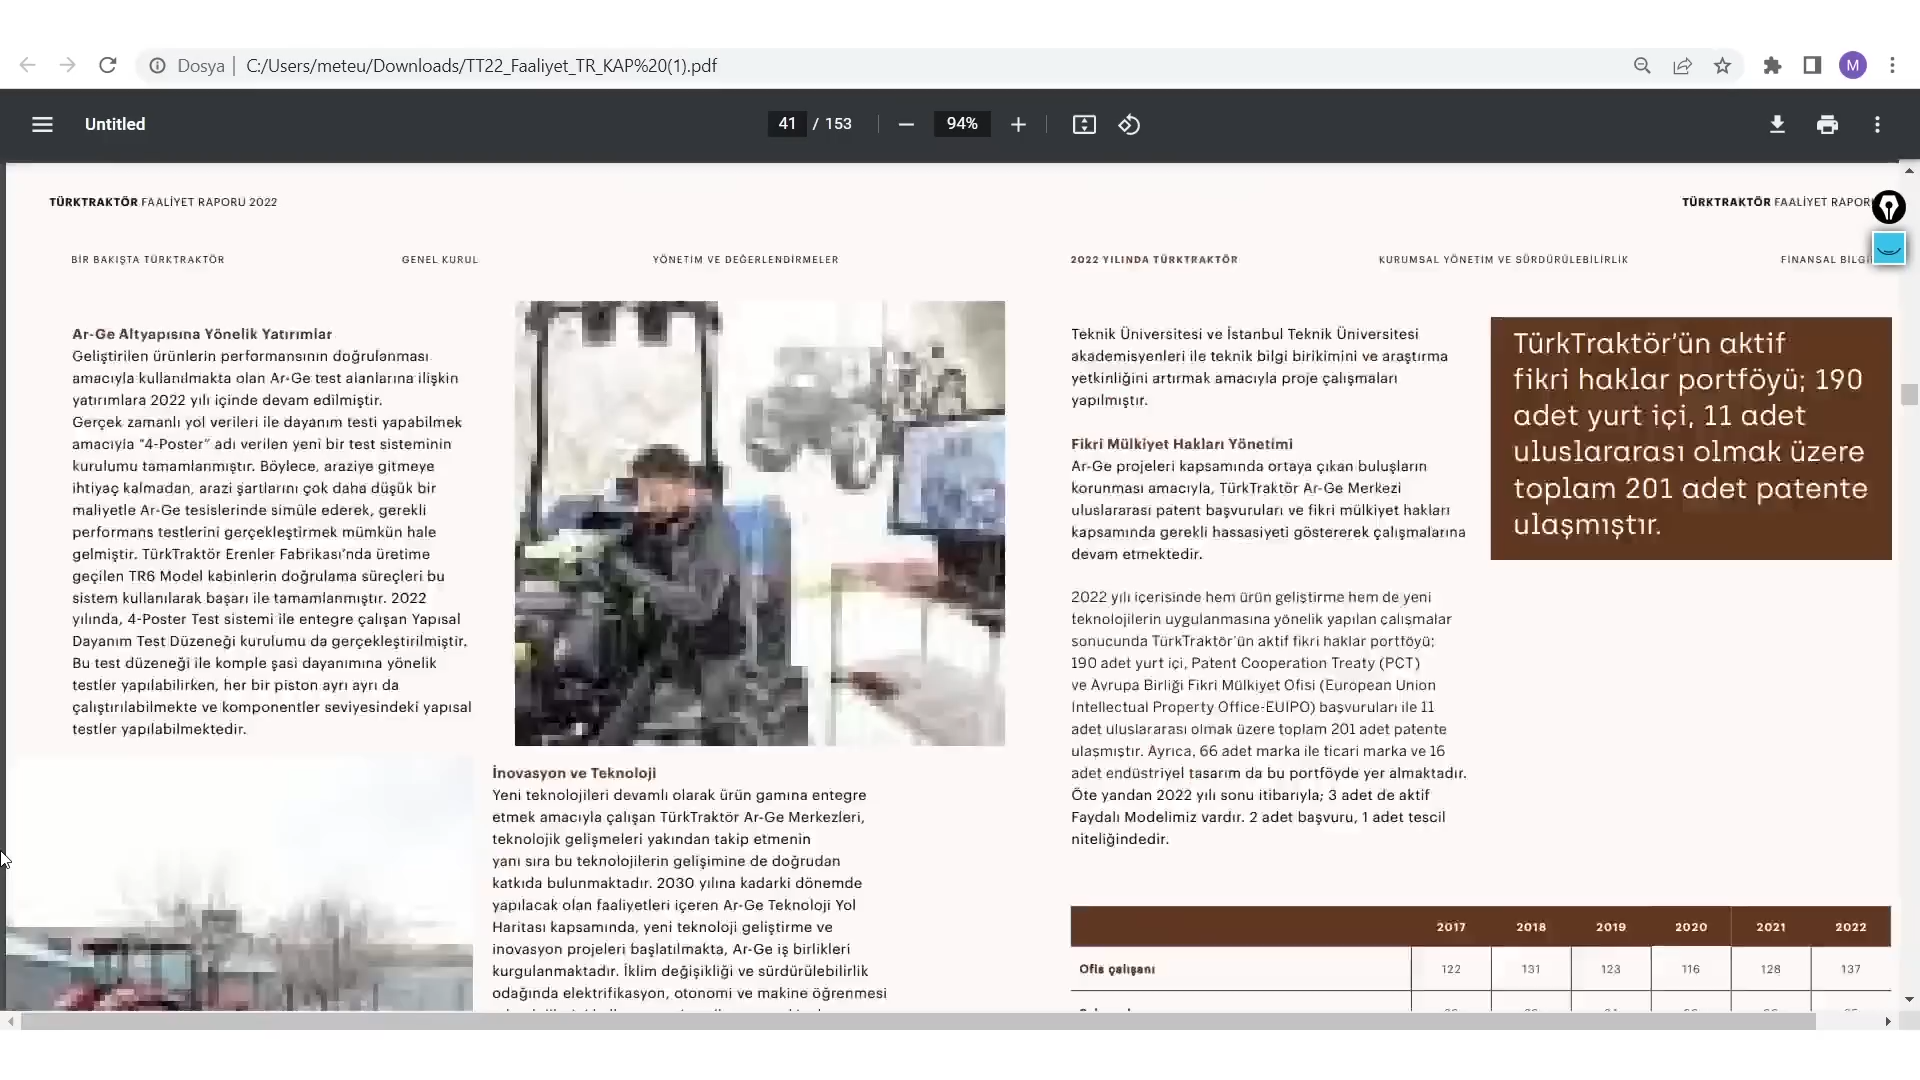 Dosya
C:/Users/meteu/Downloads/TT22_Faaliyet_TR_KAP%20(1).pdf
M
Untitled
41 / 153
94%
TÜRKTRAKTÖR FAALİYET RAPORU 2022
TÜRKTRAKTÖR FAALİYET RAPOR
BİR BAKIŞTA TÜRKTRAKTÖR
GENEL KURUL
YÖNETİM VE DEĞERLENDİRMELER
2022 YILINDA TÜRKTRAKTÖR
KURUMSAL YÖNETİM VE SÜRDÜRÜLEBİLİRLİK
FİNANSAL BİLGİ
Ar-Ge Altyapısına Yönelik Yatırımlar
Geliştirilen ürünlerin performansının doğrulanması
amacıyla kullanılmakta olan Ar-Ge test alanlarına ilişkin
yatırımlara 2022 yılı içinde devam edilmiştir.
Gerçek zamanlı yol verileri ile dayanım testi yapabilmek
amacıyla “4-Poster” adı verilen yeni bir test sisteminin
kurulumu tamamlanmıştır. Böylece, araziye gitmeye
ihtiyaç kalmadan, arazi şartlarını çok daha düşük bir
maliyetle Ar-Ge tesislerinde simüle ederek, gerekli
performans testlerini gerçekleştirmek mümkün hale
gelmiştir. TürkTraktör Erenler Fabrikası’nda üretime
geçilen TR6 Model kabinlerin doğrulama süreçleri bu
sistem kullanılarak başarı ile tamamlanmıştır. 2022
yılında, 4-Poster Test sistemi ile entegre çalışan Yapısal
Dayanım Test Düzeneği kurulumu da gerçekleştirilmiştir.
Bu test düzeneği ile komple şasi dayanımına yönelik
testler yapılabilirken, her bir piston ayrı ayrı da
çalıştırılabilmekte ve komponentler seviyesindeki yapısal
testler yapılabilmektedir.
İnovasyon ve Teknoloji
Yeni teknolojileri devamlı olarak ürün gamına entegre
etmek amacıyla çalışan TürkTraktör Ar-Ge Merkezleri,
teknolojik gelişmeleri yakından takip etmenin
yanı sıra bu teknolojilerin gelişimine de doğrudan
katkıda bulunmaktadır. 2030 yılına kadarki dönemde
yapılacak olan faaliyetleri içeren Ar-Ge Teknoloji Yol
Haritası kapsamında, yeni teknoloji geliştirme ve
inovasyon projeleri başlatılmakta, Ar-Ge iş birlikleri
kurgulanmaktadır. İklim değişikliği ve sürdürülebilirlik
odağında elektrifikasyon, otonomi ve makine öğrenmesi
Teknik Üniversitesi ve İstanbul Teknik Üniversitesi
akademisyenleri ile teknik bilgi birikimini ve araştırma
yetkinliğini artırmak amacıyla proje çalışmaları
yapılmıştır.
Fikri Mülkiyet Hakları Yönetimi
Ar-Ge projeleri kapsamında ortaya çıkan buluşların
korunması amacıyla, TürkTraktör Ar-Ge Merkezi
uluslararası patent başvuruları ve fikri mülkiyet hakları
kapsamında gerekli hassasiyeti göstererek çalışmalarına
devam etmektedir.
2022 yılı içerisinde hem ürün geliştirme hem de yeni
teknolojilerin uygulanmasına yönelik yapılan çalışmalar
sonucunda TürkTraktör’ün aktif fikri haklar portföyü;
190 adet yurt içi, Patent Cooperation Treaty (PCT)
ve Avrupa Birliği Fikri Mülkiyet Ofisi (European Union
Intellectual Property Office-EUIPO) başvuruları ile 11
adet uluslararası olmak üzere toplam 201 adet patente
ulaşmıştır. Ayrıca, 66 adet marka ile ticari marka ve 16
adet endüstriyel tasarım da bu portföyde yer almaktadır.
Öte yandan 2022 yılı sonu itibarıyla; 3 adet de aktif
Faydalı Modelimiz vardır. 2 adet başvuru, 1 adet tescil
niteliğindedir.
TürkTraktör’ün aktif
fikri haklar portföyü; 190
adet yurt içi, 11 adet
uluslararası olmak üzere
toplam 201 adet patente
ulaşmıştır.
2017 2018 2019 2020 2021 2022
Ofis çalışanı 122 131 123 116 128 137